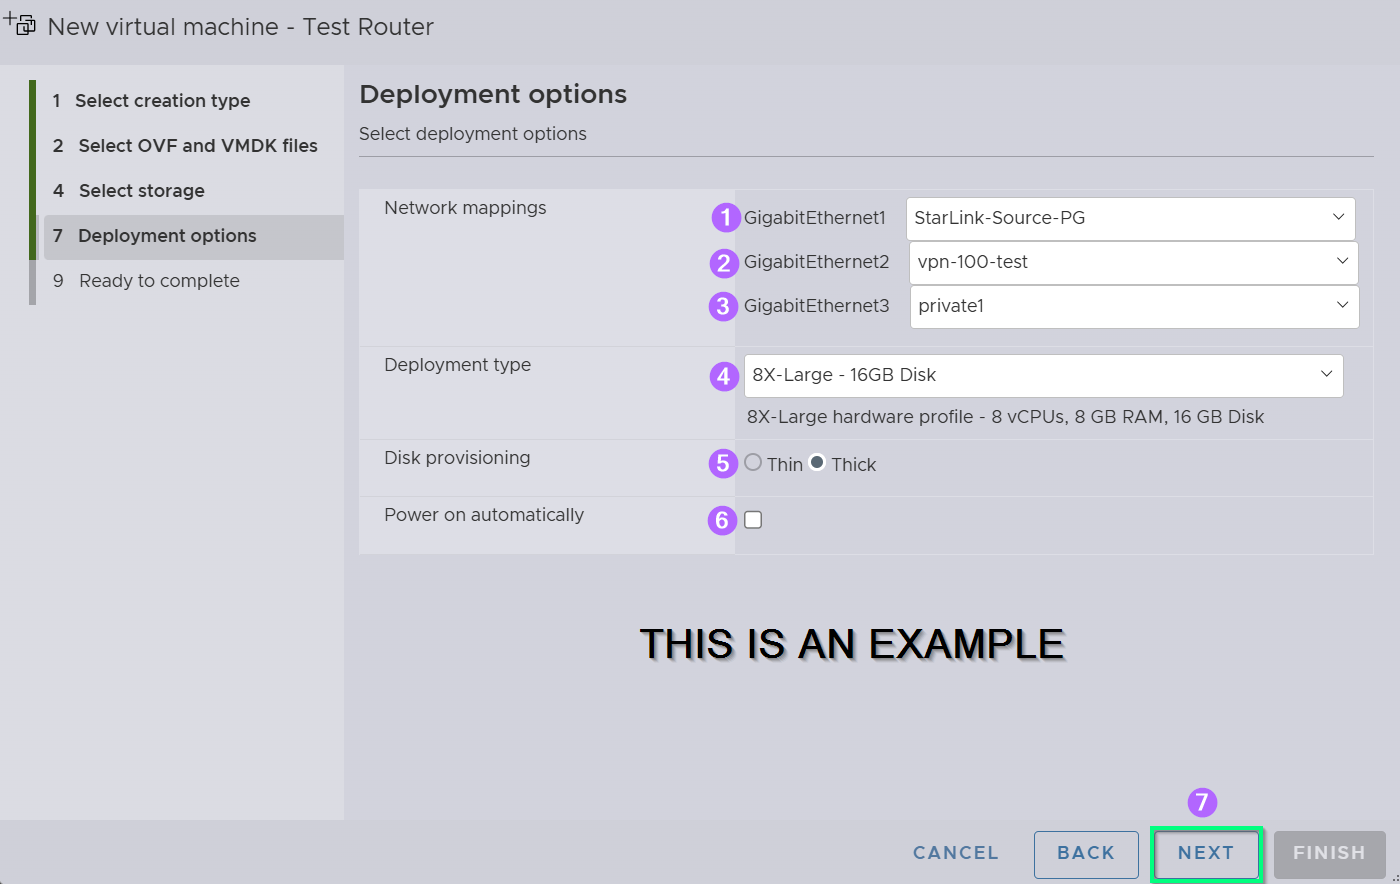 New virtual machine - Test Router
1 Select creation type
2 Select OVF and VMDK files
4 Select storage
7 Deployment options
9 Ready to complete
Deployment options
Select deployment options
Network mappings
1 GigabitEthernet1 StarLink-Source-PG
2 GigabitEthernet2 vpn-100-test
3 GigabitEthernet3 private1
Deployment type
4 8X-Large - 16GB Disk
8X-Large hardware profile - 8 vCPUs, 8 GB RAM, 16 GB Disk
Disk provisioning
5 Thin Thick
Power on automatically
6
THIS IS AN EXAMPLE
7
CANCEL BACK NEXT FINISH